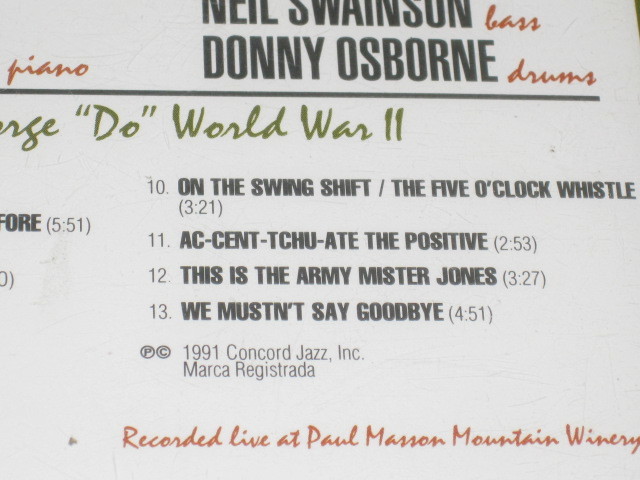 NEIL SWAINSON bass
piano DONNY OSBORNE drums
orge "Do" World War II
10. ON THE SWING SHIFT / THE FIVE O'CLOCK WHISTLE
(3:21)
FORE (5:51)
11. AC-CENT-TCHU-ATE THE POSITIVE (2:53)
0) 12. THIS IS THE ARMY MISTER JONES (3:27)
13. WE MUSTN'T SAY GOODBYE (4:51)
℗© 1991 Concord Jazz, Inc.
Marca Registrada
Recorded live at Paul Masson Mountain Winery